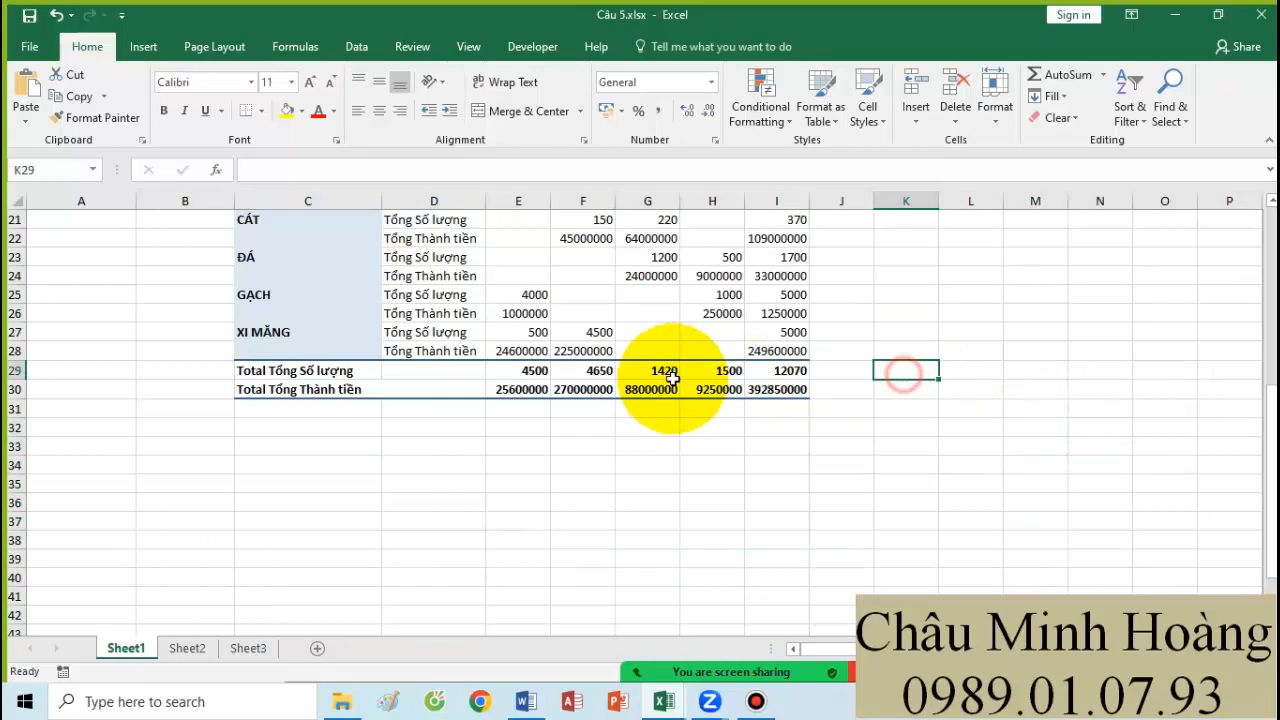 Câu 5.xlsx - Excel
Sign in
File Home Insert Page Layout Formulas Data Review View Developer Help Tell me what you want to do Share
Cut
Copy
Format Painter
Paste
Clipboard
Calibri 11
B I U
Font
Wrap Text
Merge & Center
Alignment
General
Number
Conditional Formatting
Format as Table
Cell Styles
Styles
Insert Delete Format
Cells
AutoSum
Fill
Clear
Sort & Filter
Find & Select
Editing
K29 fx
A B C D E F G H I J K L M N O P
21 CÁT Tổng Số lượng 150 220 370
22 Tổng Thành tiền 45000000 64000000 109000000
23 ĐÁ Tổng Số lượng 1200 500 1700
24 Tổng Thành tiền 24000000 9000000 33000000
25 GẠCH Tổng Số lượng 4000 1000 5000
26 Tổng Thành tiền 1000000 250000 1250000
27 XI MĂNG Tổng Số lượng 500 4500 5000
28 Tổng Thành tiền 24600000 225000000 249600000
29 Total Tổng Số lượng 4500 4650 1420 1500 12070
30 Total Tổng Thành tiền 25600000 270000000 88000000 9250000 392850000
31
32
33
34
35
36
37
38
39
40
41
42
43
Sheet1 Sheet2 Sheet3
Ready
You are screen sharing
Type here to search
Châu Minh Hoàng
0989.01.07.93